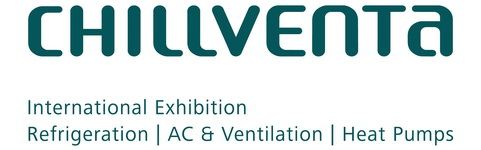 CHILLVENTA
International Exhibition
Refrigeration | AC & Ventilation | Heat Pumps